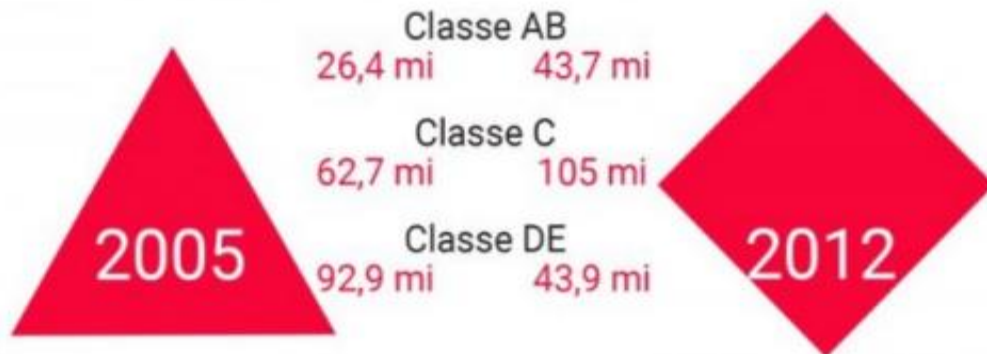 Classe AB
26,4 mi 43,7 mi
Classe C
62,7 mi 105 mi
2005 Classe DE 2012
92,9 mi 43,9 mi